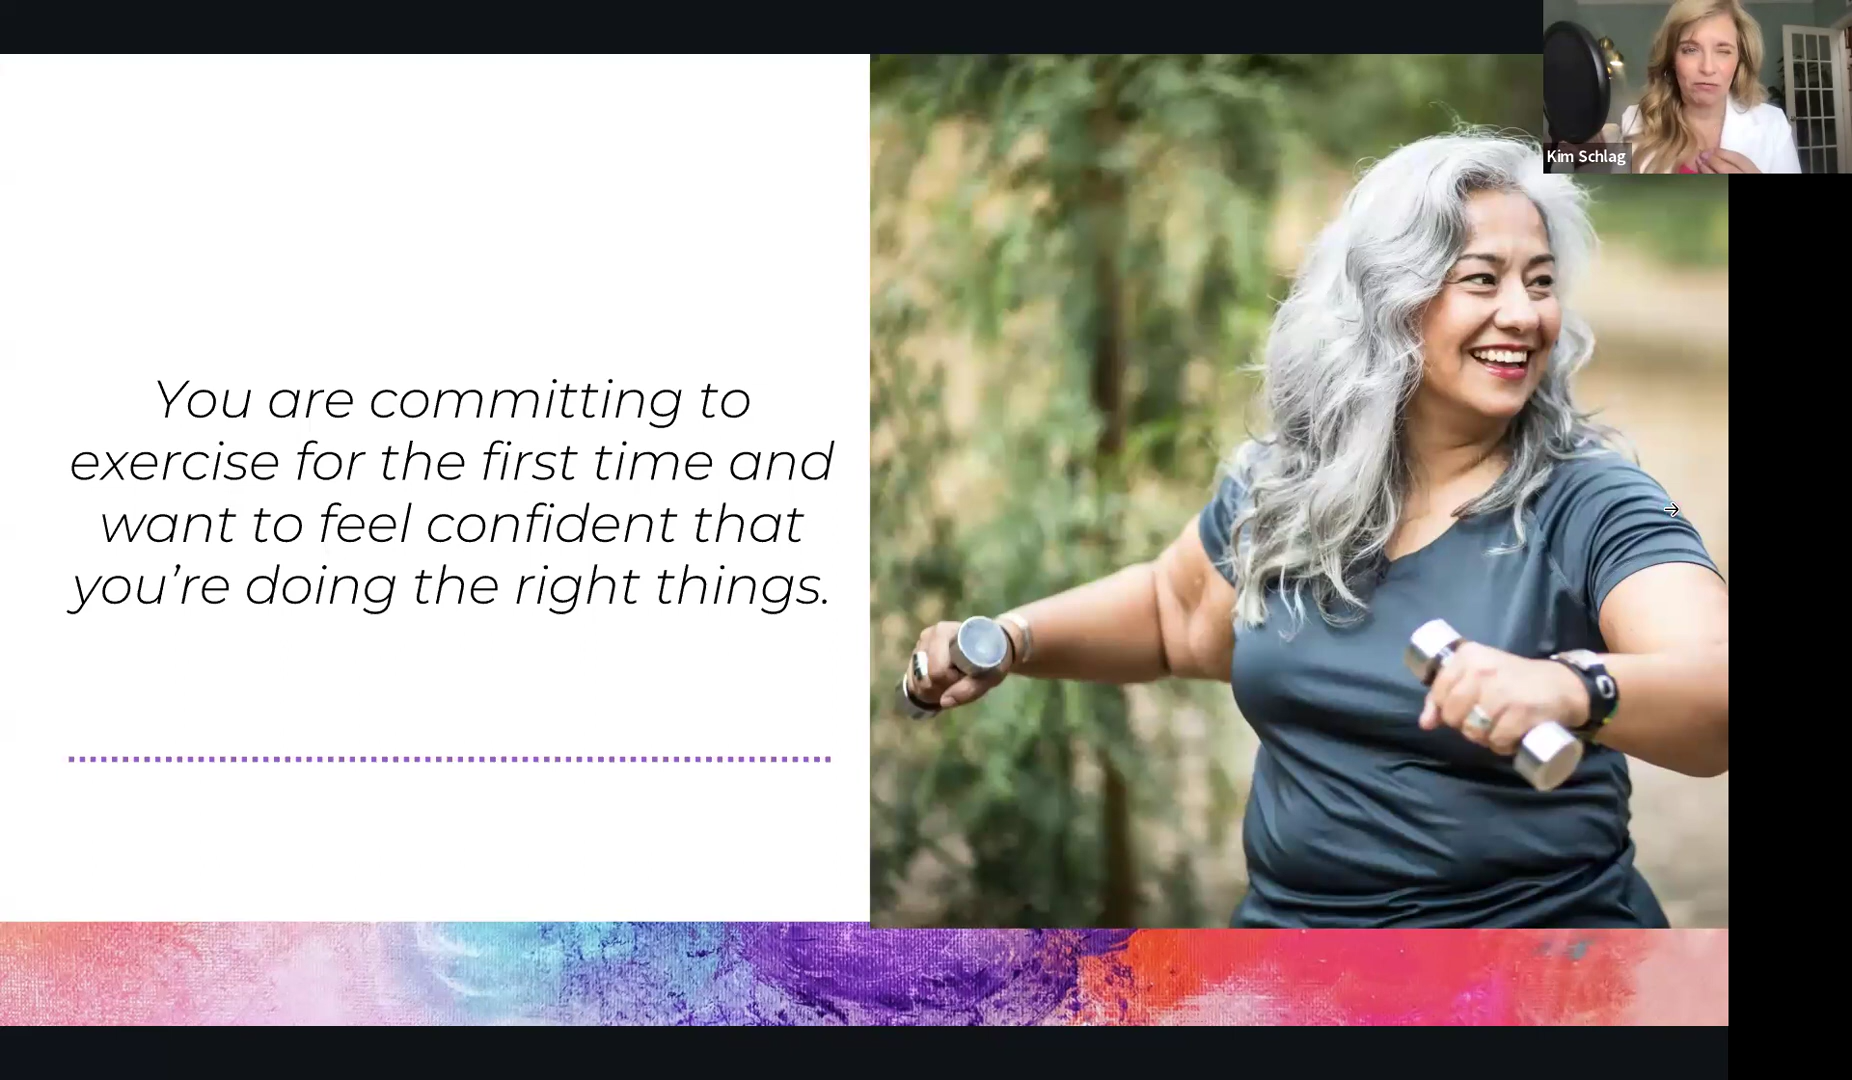 Kim Schlag
You are committing to
exercise for the first time and
want to feel confident that
you’re doing the right things.